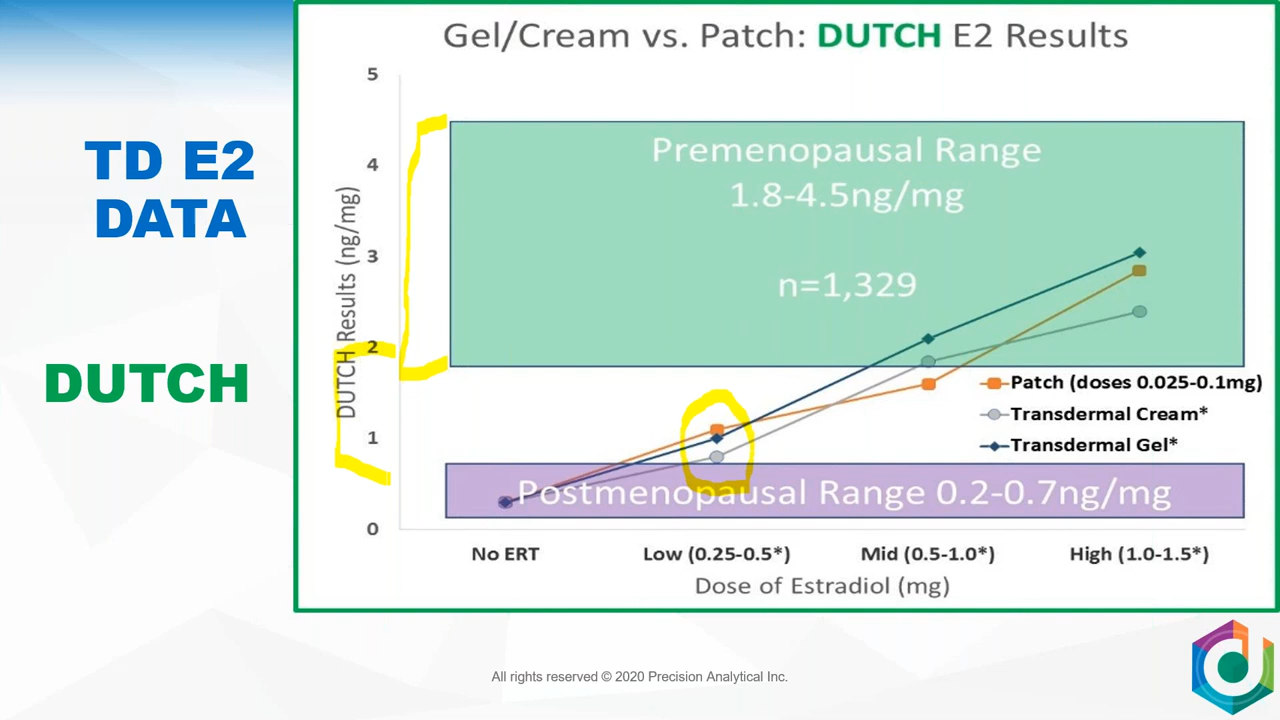 Gel/Cream vs. Patch: DUTCH E2 Results
TD E2
DATA
DUTCH
DUTCH Results (ng/mg)
5
4
3
2
1
0
Premenopausal Range
1.8-4.5ng/mg
n=1,329
Patch (doses 0.025-0.1mg)
Transdermal Cream*
Transdermal Gel*
Postmenopausal Range 0.2-0.7ng/mg
No ERT
Low (0.25-0.5*)
Mid (0.5-1.0*)
High (1.0-1.5*)
Dose of Estradiol (mg)
All rights reserved © 2020 Precision Analytical Inc.